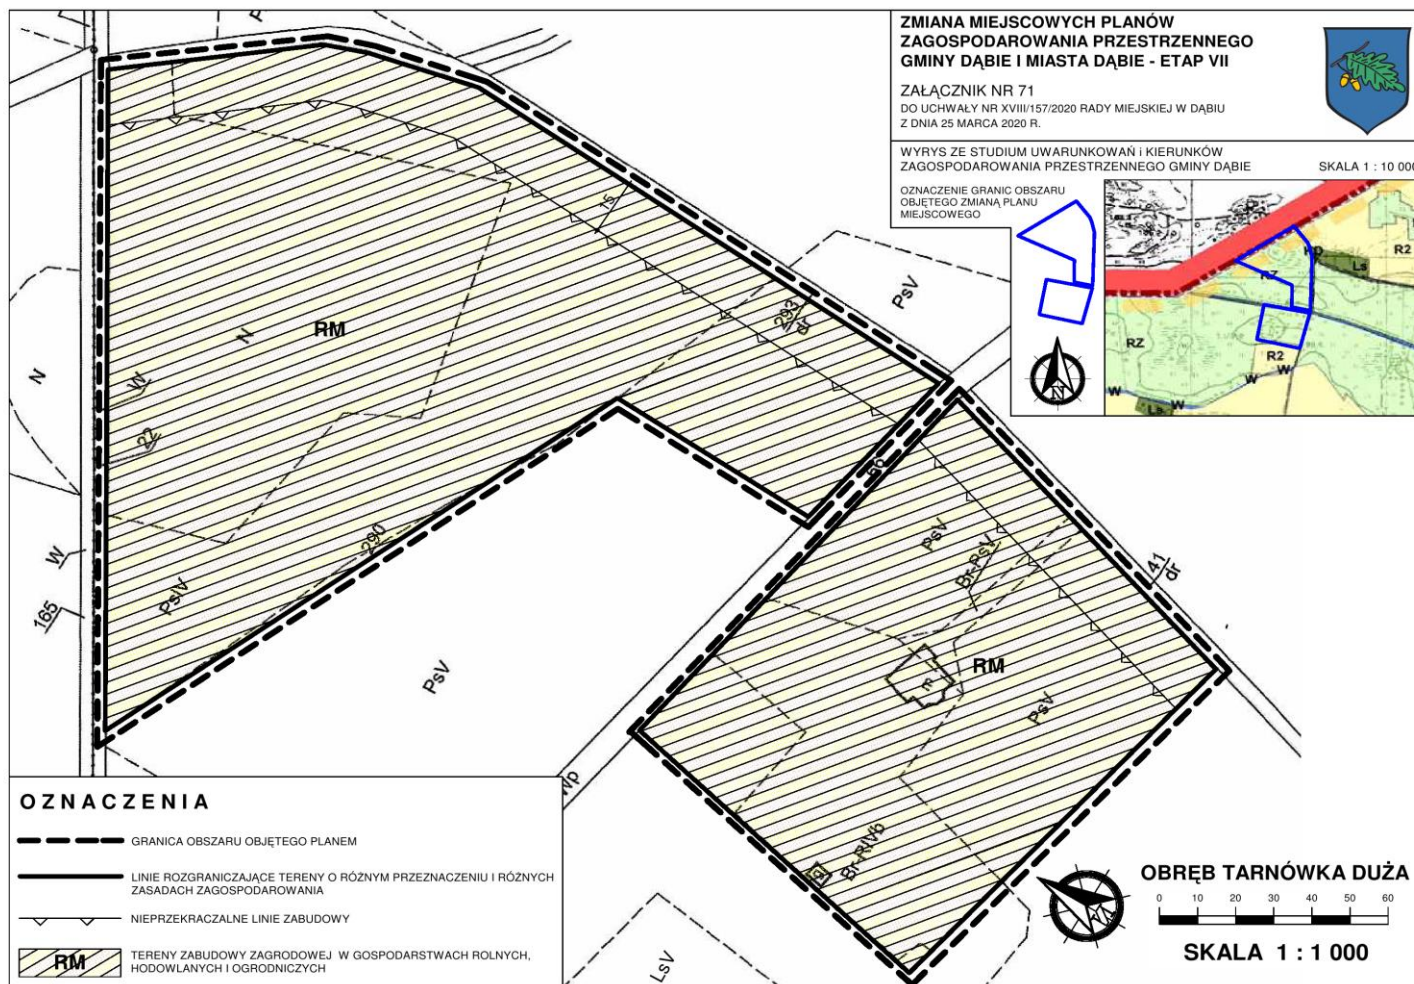 ZMIANA MIEJSCOWYCH PLANÓW
ZAGOSPODAROWANIA PRZESTRZENNEGO
GMINY DĄBIE I MIASTA DĄBIE - ETAP VII
ZAŁĄCZNIK NR 71
DO UCHWAŁY NR XVIII/157/2020 RADY MIEJSKIEJ W DĄBIU
Z DNIA 25 MARCA 2020 R.
WYRYS ZE STUDIUM UWARUNKOWAŃ i KIERUNKÓW
ZAGOSPODAROWANIA PRZESTRZENNEGO GMINY DĄBIE SKALA 1 : 10 000
OZNACZENIE GRANIC OBSZARU
OBJĘTEGO ZMIANĄ PLANU
MIEJSCOWEGO
N
R2
Ls
RZ
RZ
R2
W
W
W
W
Ls
PsV
15
293
dr
N
RM
N
W
22
290
PsIV
W
165
PsV
Wp
PsV
Br-PsV
41
dr
RM
m
PsV
Br-RIVb
LsV
OZNACZENIA
GRANICA OBSZARU OBJĘTEGO PLANEM
LINIE ROZGRANICZAJĄCE TERENY O RÓŻNYM PRZEZNACZENIU I RÓŻNYCH
ZASADACH ZAGOSPODAROWANIA
NIEPRZEKRACZALNE LINIE ZABUDOWY
RM
TERENY ZABUDOWY ZAGRODOWEJ W GOSPODARSTWACH ROLNYCH,
HODOWLANYCH I OGRODNICZYCH
OBRĘB TARNÓWKA DUŻA
0 10 20 30 40 50 60
SKALA 1 : 1 000
N